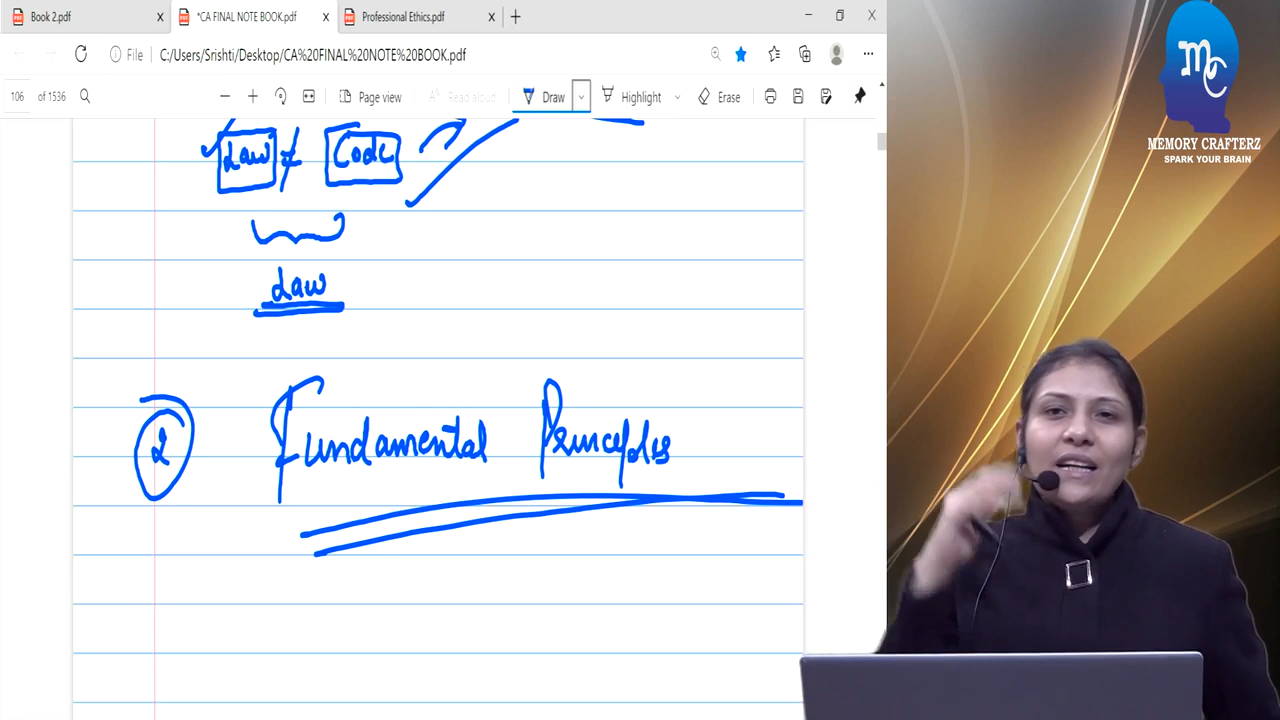 Book 2.pdf
*CA FINAL NOTE BOOK.pdf
Professional Ethics.pdf
File
C:/Users/Srishti/Desktop/CA%20FINAL%20NOTE%20BOOK.pdf
106 of 1536
Page view
Read aloud
Draw
Highlight
Erase
Law ≠ Code
Law
2 Fundamental Principles
MC
MEMORY CRAFTERZ
SPARK YOUR BRAIN